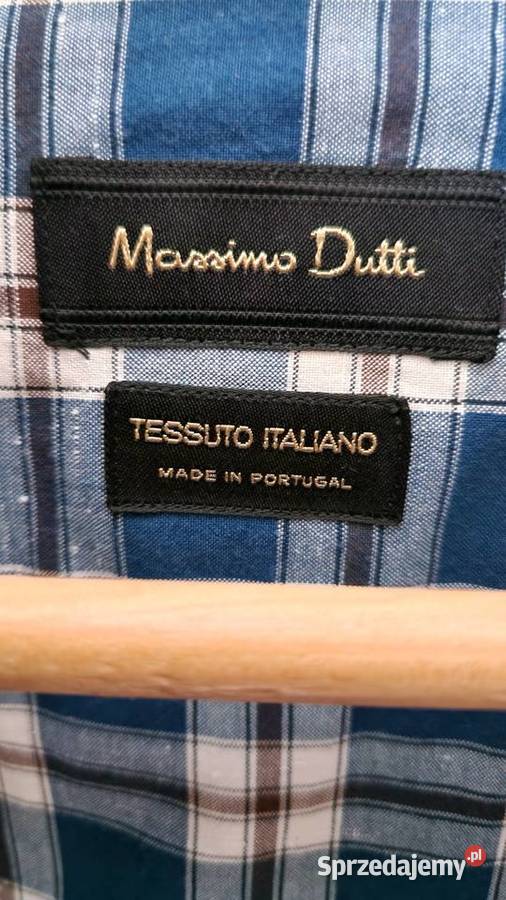 Massimo Dutti
TESSUTO ITALIANO
MADE IN PORTUGAL
Sprzedajemy.pl